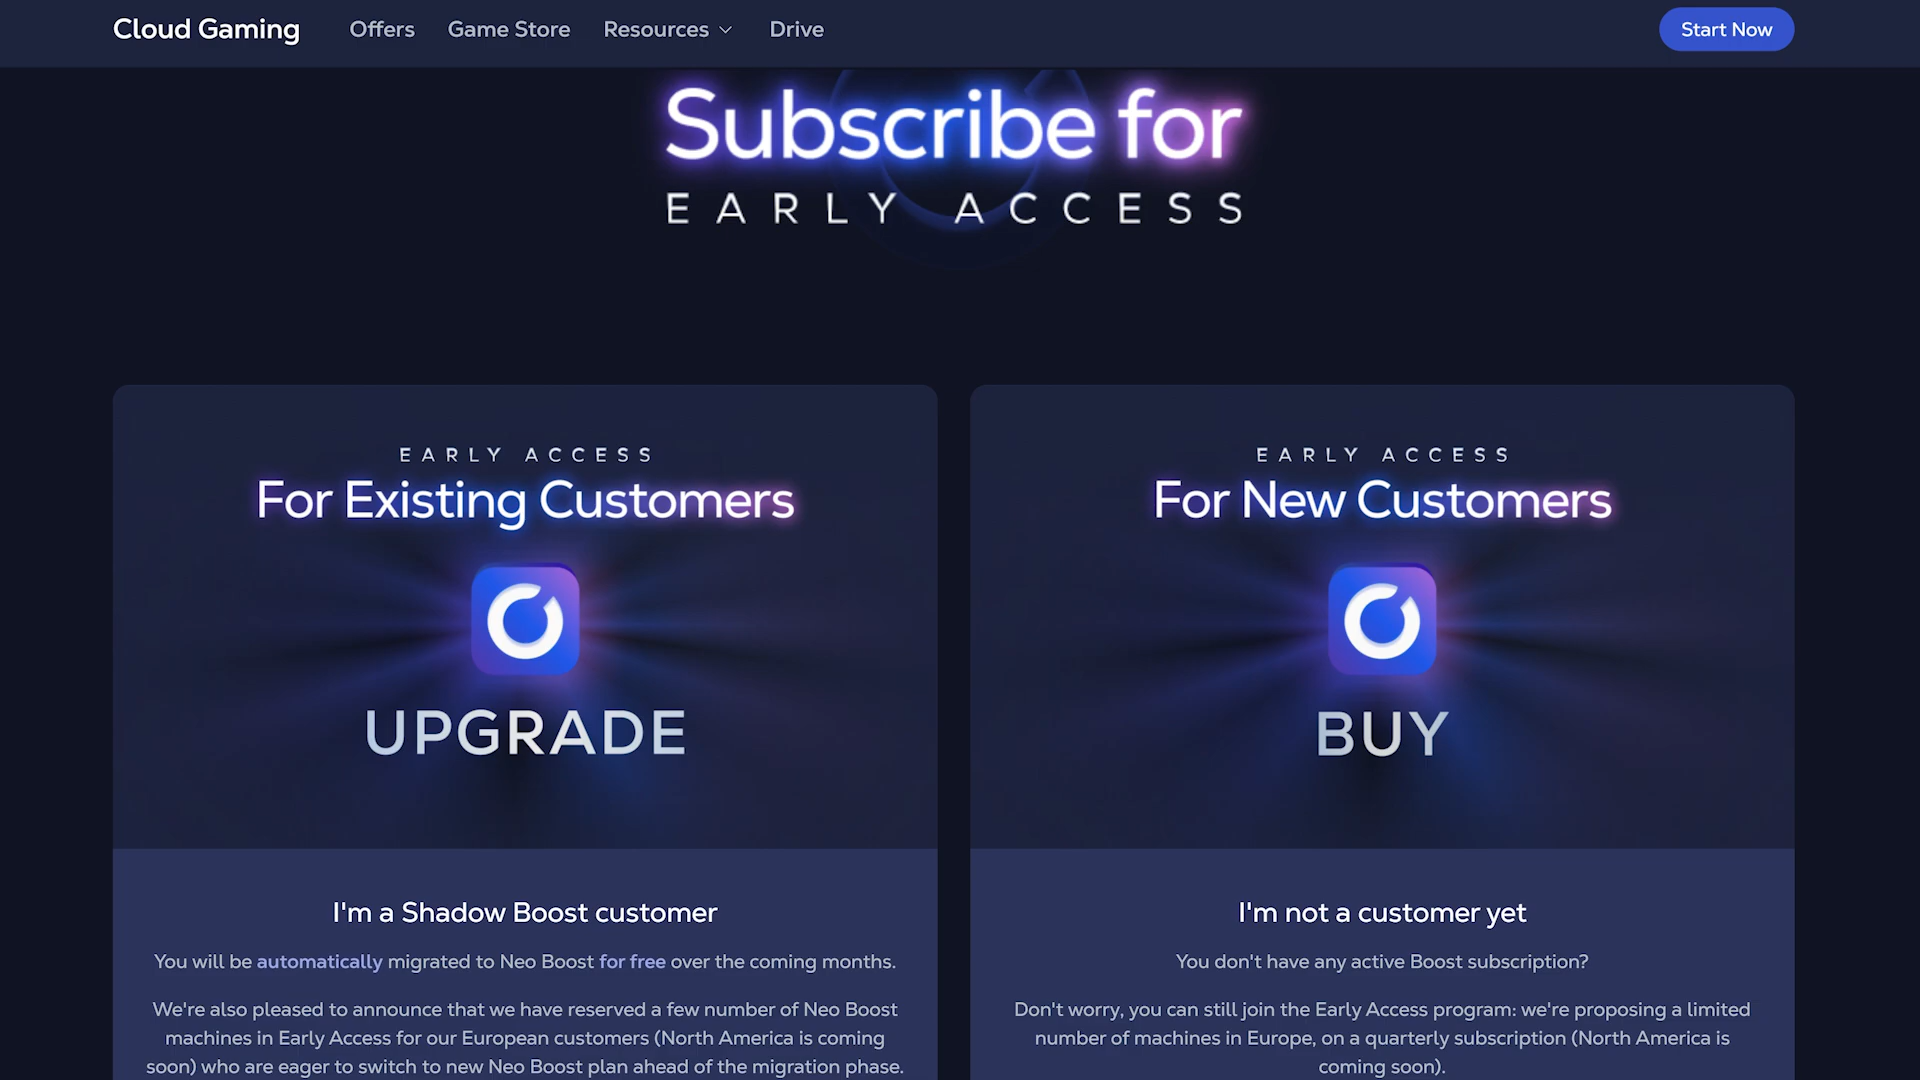 Cloud Gaming Offers Game Store Resources Drive Start Now
Subscribe for
EARLY ACCESS
EARLY ACCESS
For Existing Customers
UPGRADE
I'm a Shadow Boost customer
You will be automatically migrated to Neo Boost for free over the coming months.
We're also pleased to announce that we have reserved a few number of Neo Boost
machines in Early Access for our European customers (North America is coming
soon) who are eager to switch to new Neo Boost plan ahead of the migration phase.
EARLY ACCESS
For New Customers
BUY
I'm not a customer yet
You don't have any active Boost subscription?
Don't worry, you can still join the Early Access program: we're proposing a limited
number of machines in Europe, on a quarterly subscription (North America is
coming soon).